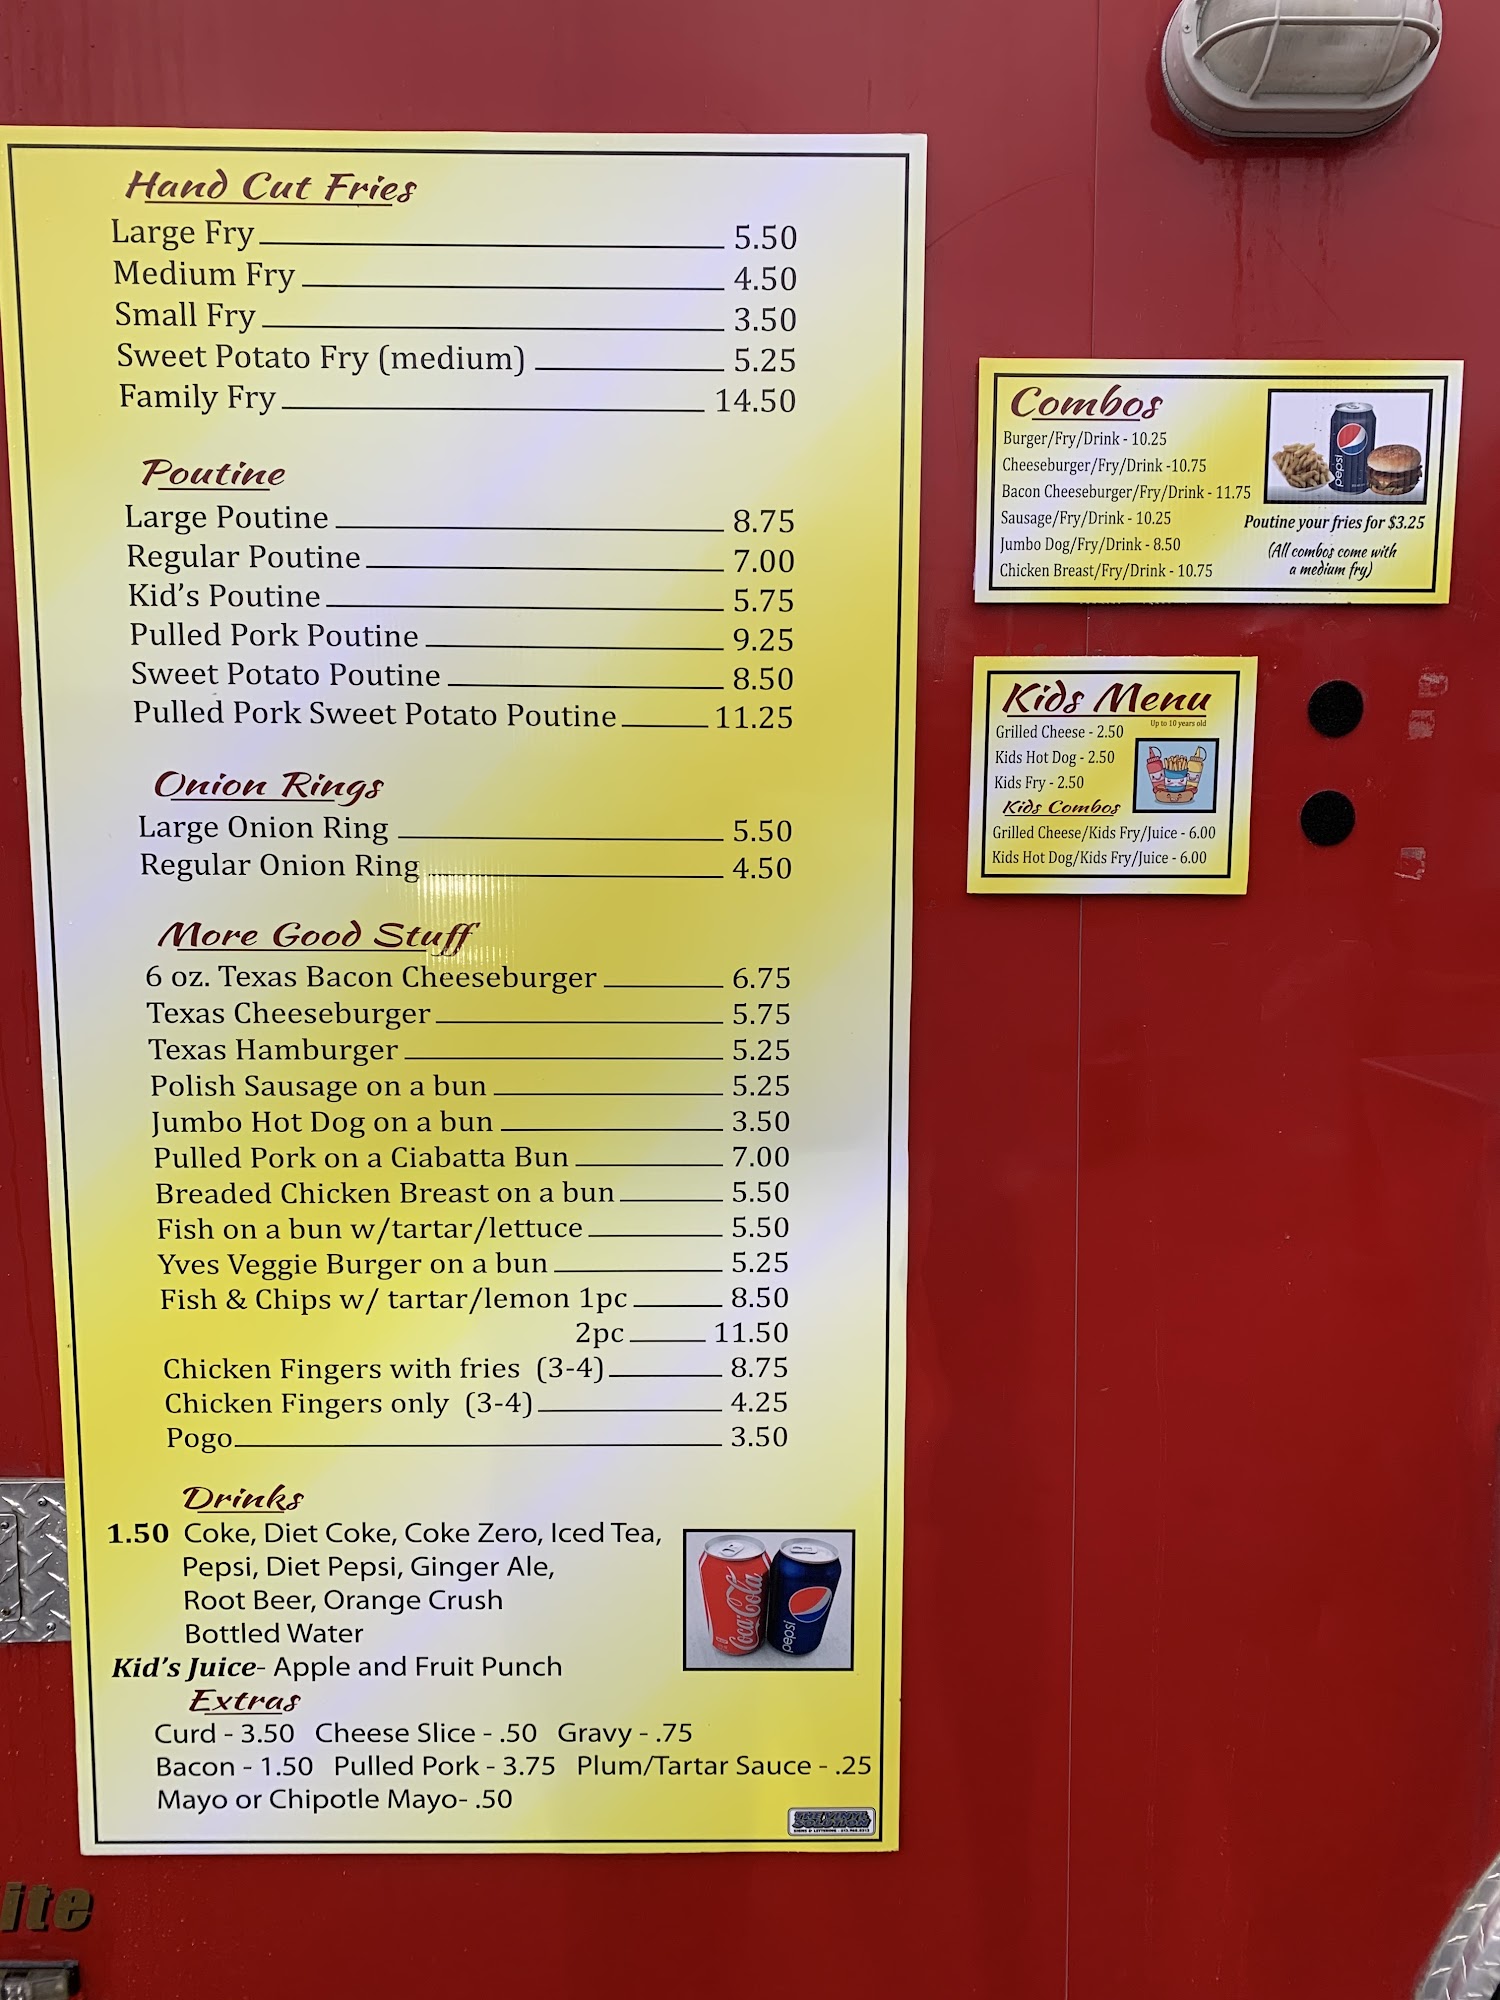 Hand Cut Fries
Large Fry 5.50
Medium Fry 4.50
Small Fry 3.50
Sweet Potato Fry (medium) 5.25
Family Fry 14.50
Poutine
Large Poutine 8.75
Regular Poutine 7.00
Kid's Poutine 5.75
Pulled Pork Poutine 9.25
Sweet Potato Poutine 8.50
Pulled Pork Sweet Potato Poutine 11.25
Onion Rings
Large Onion Ring 5.50
Regular Onion Ring 4.50
More Good Stuff
6 oz. Texas Bacon Cheeseburger 6.75
Texas Cheeseburger 5.75
Texas Hamburger 5.25
Polish Sausage on a bun 5.25
Jumbo Hot Dog on a bun 3.50
Pulled Pork on a Ciabatta Bun 7.00
Breaded Chicken Breast on a bun 5.50
Fish on a bun w/tartar/lettuce 5.50
Yves Veggie Burger on a bun 5.25
Fish & Chips w/ tartar/lemon 1pc 8.50
2pc 11.50
Chicken Fingers with fries (3-4) 8.75
Chicken Fingers only (3-4) 4.25
Pogo 3.50
Drinks
1.50 Coke, Diet Coke, Coke Zero, Iced Tea,
Pepsi, Diet Pepsi, Ginger Ale,
Root Beer, Orange Crush
Bottled Water
Kid's Juice- Apple and Fruit Punch
Coca-Cola
pepsi
Extras
Curd - 3.50 Cheese Slice - .50 Gravy - .75
Bacon - 1.50 Pulled Pork - 3.75 Plum/Tartar Sauce - .25
Mayo or Chipotle Mayo- .50
Combos
Burger/Fry/Drink - 10.25
Cheeseburger/Fry/Drink -10.75
Bacon Cheeseburger/Fry/Drink - 11.75
Sausage/Fry/Drink - 10.25
Jumbo Dog/Fry/Drink - 8.50
Chicken Breast/Fry/Drink - 10.75
pepsi
Poutine your fries for $3.25
(All combos come with
a medium fry)
Kids Menu
Up to 10 years old
Grilled Cheese - 2.50
Kids Hot Dog - 2.50
Kids Fry - 2.50
Kids Combos
Grilled Cheese/Kids Fry/Juice - 6.00
Kids Hot Dog/Kids Fry/Juice - 6.00
ite